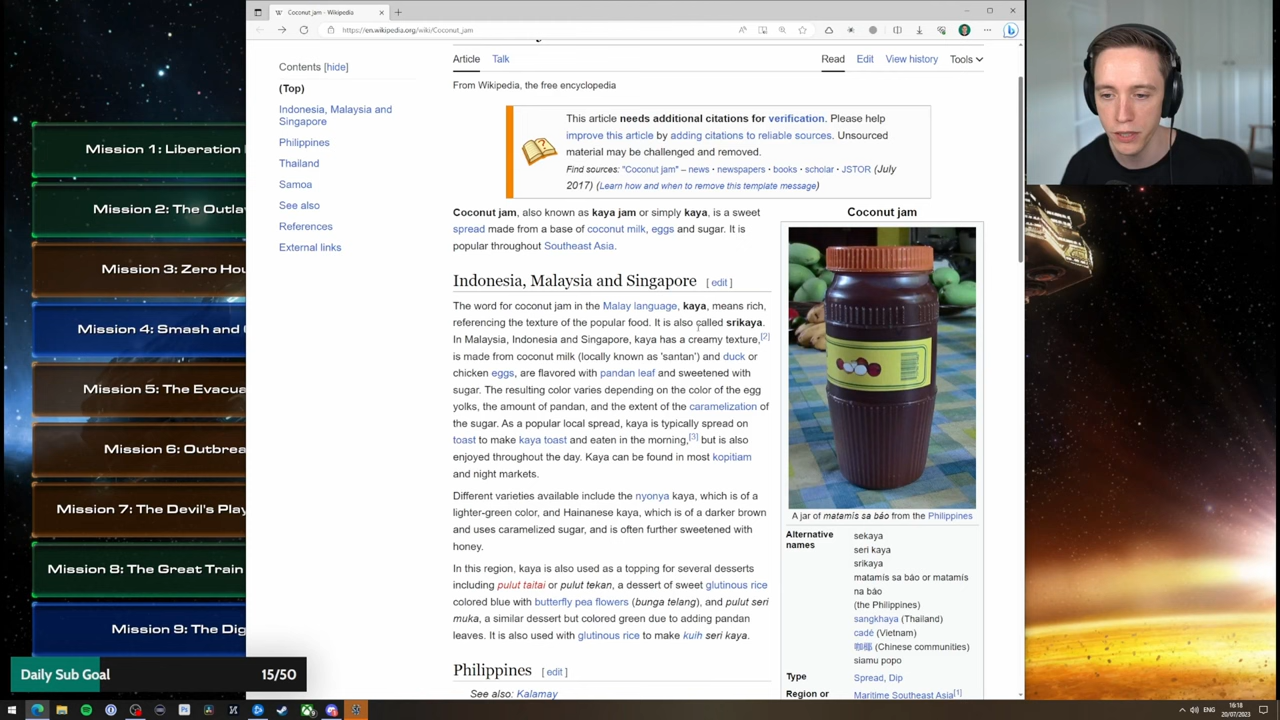 Coconut jam - Wikipedia
https://en.wikipedia.org/wiki/Coconut_jam
Contents [hide]
(Top)
Indonesia, Malaysia and
Singapore
Philippines
Thailand
Samoa
See also
References
External links
Article Talk
Read Edit View history Tools
From Wikipedia, the free encyclopedia
This article needs additional citations for verification. Please help
improve this article by adding citations to reliable sources. Unsourced
material may be challenged and removed.
Find sources: "Coconut jam" – news · newspapers · books · scholar · JSTOR (July
2017) (Learn how and when to remove this template message)
Coconut jam, also known as kaya jam or simply kaya, is a sweet
spread made from a base of coconut milk, eggs and sugar. It is
popular throughout Southeast Asia.
Indonesia, Malaysia and Singapore [ edit ]
The word for coconut jam in the Malay language, kaya, means rich,
referencing the texture of the popular food. It is also called srikaya.
In Malaysia, Indonesia and Singapore, kaya has a creamy texture,[2]
is made from coconut milk (locally known as 'santan') and duck or
chicken eggs, are flavored with pandan leaf and sweetened with
sugar. The resulting color varies depending on the color of the egg
yolks, the amount of pandan, and the extent of the caramelization of
the sugar. As a popular local spread, kaya is typically spread on
toast to make kaya toast and eaten in the morning,[3] but is also
enjoyed throughout the day. Kaya can be found in most kopitiam
and night markets.
Different varieties available include the nyonya kaya, which is of a
lighter-green color, and Hainanese kaya, which is of a darker brown
and uses caramelized sugar, and is often further sweetened with
honey.
In this region, kaya is also used as a topping for several desserts
including pulut taitai or pulut tekan, a dessert of sweet glutinous rice
colored blue with butterfly pea flowers (bunga telang), and pulut seri
muka, a similar dessert but colored green due to adding pandan
leaves. It is also used with glutinous rice to make kuih seri kaya.
Philippines [ edit ]
See also: Kalamay
Coconut jam
A jar of matamís sa báo from the Philippines
Alternative
names
sekaya
seri kaya
srikaya
matamís sa báo or matamís
na báo
(the Philippines)
sangkhaya (Thailand)
cadé (Vietnam)
咖椰 (Chinese communities)
siamu popo
Type
Spread, Dip
Region or
Maritime Southeast Asia[1]
Mission 1: Liberation
Mission 2: The Outla
Mission 3: Zero Hou
Mission 4: Smash and
Mission 5: The Evacua
Mission 6: Outbrea
Mission 7: The Devil's Play
Mission 8: The Great Train
Mission 9: The Dig
Daily Sub Goal 15/50
ENG
16:18
20/07/2023